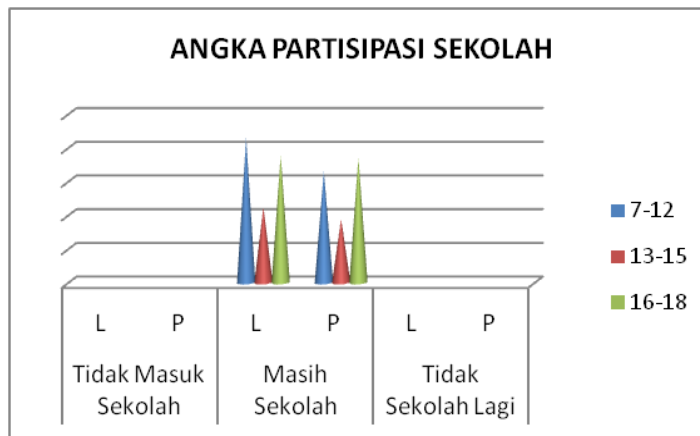 ANGKA PARTISIPASI SEKOLAH
7-12
13-15
16-18
L P L P L P
Tidak Masuk Sekolah
Masih Sekolah
Tidak Sekolah Lagi